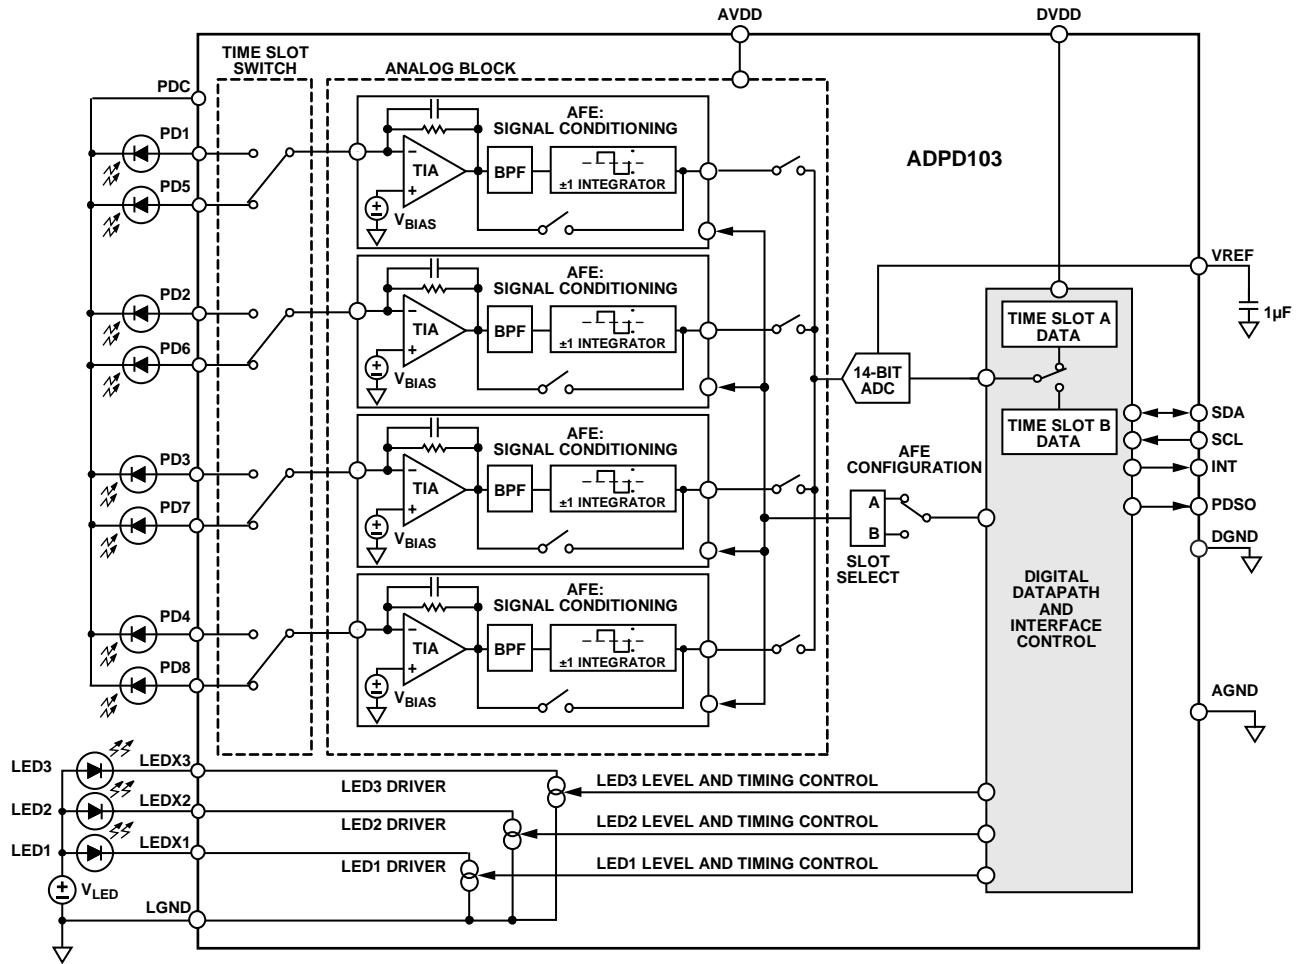 AVDD
DVDD
TIME SLOT
SWITCH
ANALOG BLOCK
PDC
PD1
PD5
PD2
PD6
PD3
PD7
PD4
PD8
AFE:
SIGNAL CONDITIONING
TIA
BPF
±1 INTEGRATOR
VBIAS
AFE:
SIGNAL CONDITIONING
TIA
BPF
±1 INTEGRATOR
VBIAS
AFE:
SIGNAL CONDITIONING
TIA
BPF
±1 INTEGRATOR
VBIAS
AFE:
SIGNAL CONDITIONING
TIA
BPF
±1 INTEGRATOR
VBIAS
ADPD103
14-BIT
ADC
AFE
CONFIGURATION
A
B
SLOT
SELECT
TIME SLOT A
DATA
TIME SLOT B
DATA
DIGITAL
DATAPATH
AND
INTERFACE
CONTROL
VREF
1µF
SDA
SCL
INT
PDSO
DGND
AGND
LED3
LEDX3
LED3 DRIVER
LED3 LEVEL AND TIMING CONTROL
LED2
LEDX2
LED2 DRIVER
LED2 LEVEL AND TIMING CONTROL
LED1
LEDX1
LED1 DRIVER
LED1 LEVEL AND TIMING CONTROL
VLED
LGND